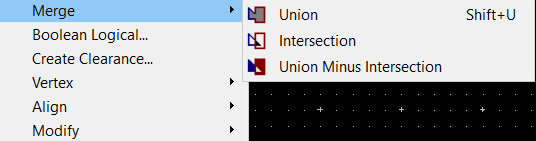 Merge
Union Shift+U
Intersection
Union Minus Intersection
Boolean Logical...
Create Clearance...
Vertex
Align
Modify